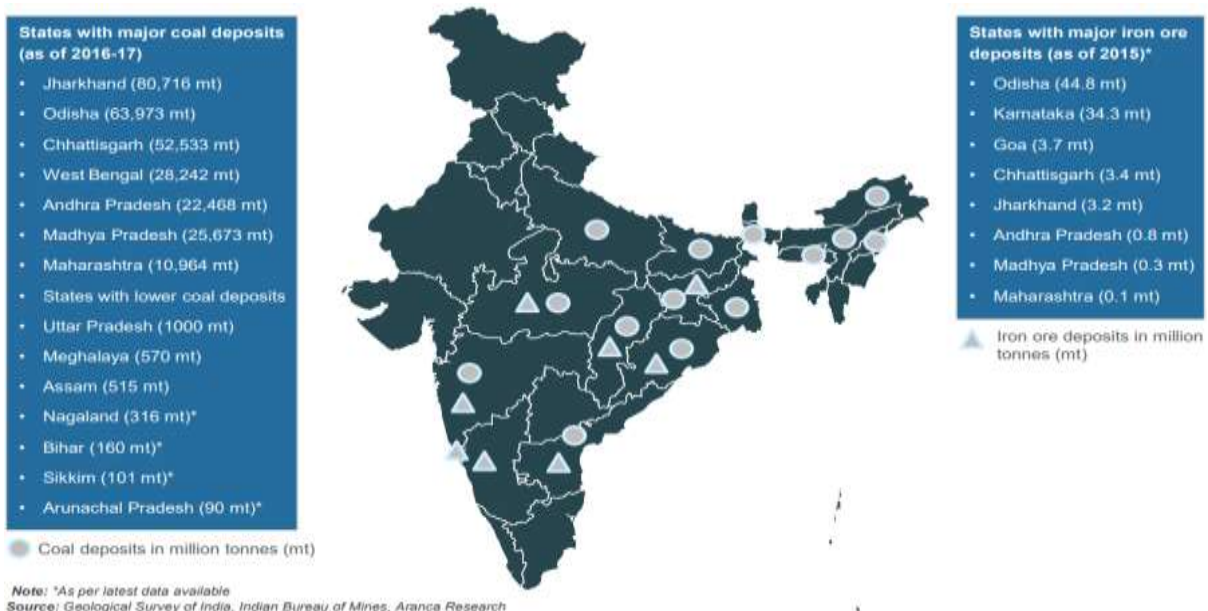 States with major coal deposits
(as of 2016-17)
• Jharkhand (80,716 mt)
• Odisha (63,973 mt)
• Chhattisgarh (52,533 mt)
• West Bengal (28,242 mt)
• Andhra Pradesh (22,468 mt)
• Madhya Pradesh (25,673 mt)
• Maharashtra (10,964 mt)
• States with lower coal deposits
• Uttar Pradesh (1000 mt)
• Meghalaya (570 mt)
• Assam (515 mt)
• Nagaland (316 mt)*
• Bihar (160 mt)*
• Sikkim (101 mt)*
• Arunachal Pradesh (90 mt)*
Coal deposits in million tonnes (mt)
Note: *As per latest data available
Source: Geological Survey of India, Indian Bureau of Mines, Aranca Research
States with major iron ore
deposits (as of 2015)*
• Odisha (44.8 mt)
• Karnataka (34.3 mt)
• Goa (3.7 mt)
• Chhattisgarh (3.4 mt)
• Jharkhand (3.2 mt)
• Andhra Pradesh (0.8 mt)
• Madhya Pradesh (0.3 mt)
• Maharashtra (0.1 mt)
Iron ore deposits in million
tonnes (mt)